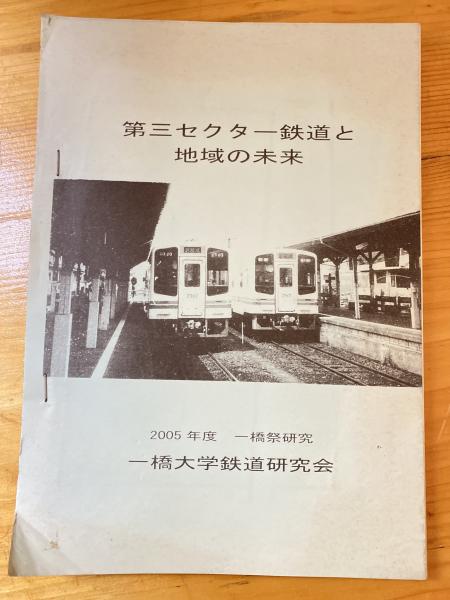 第三セクター鉄道と
地域の未来
2005 年度　一橋祭研究
一橋大学鉄道研究会